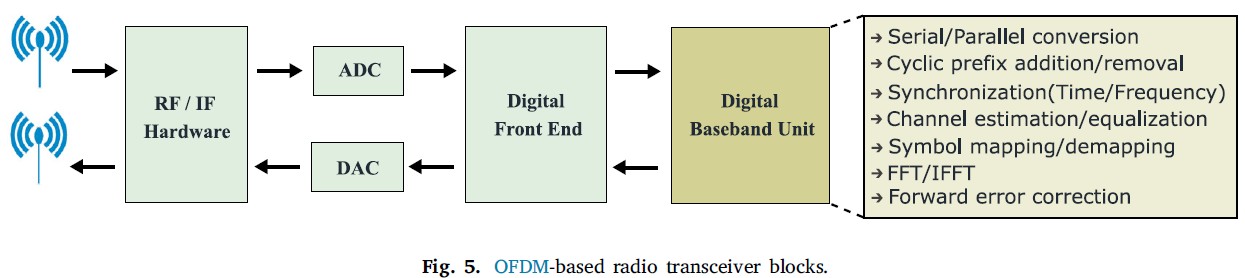 RF / IF
Hardware
ADC
DAC
Digital
Front End
Digital
Baseband Unit
→ Serial/Parallel conversion
→ Cyclic prefix addition/removal
→ Synchronization(Time/Frequency)
→ Channel estimation/equalization
→ Symbol mapping/demapping
→ FFT/IFFT
→ Forward error correction
Fig. 5. OFDM-based radio transceiver blocks.